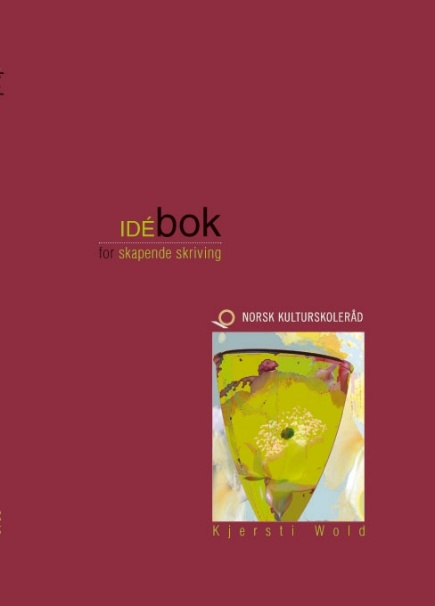 IDÉbok
for skapende skriving
NORSK KULTURSKOLERÅD
Kjersti Wold